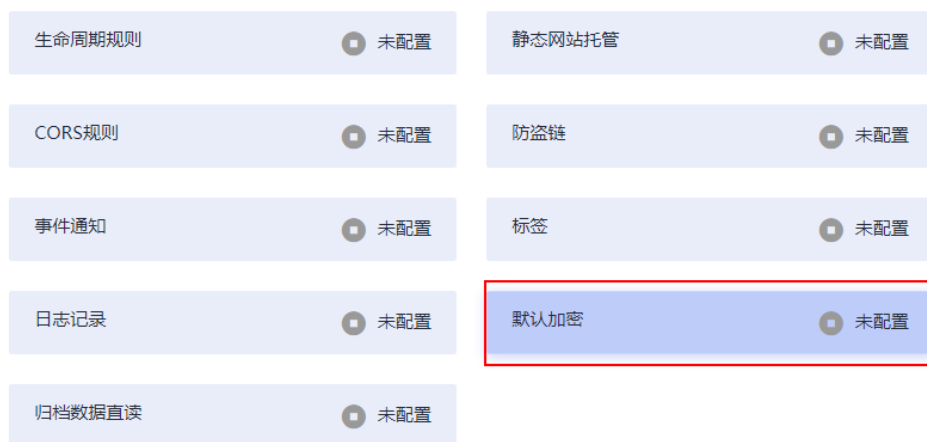 生命周期规则 未配置 静态网站托管 未配置
CORS规则 未配置 防盗链 未配置
事件通知 未配置 标签 未配置
日志记录 未配置 默认加密 未配置
归档数据直读 未配置